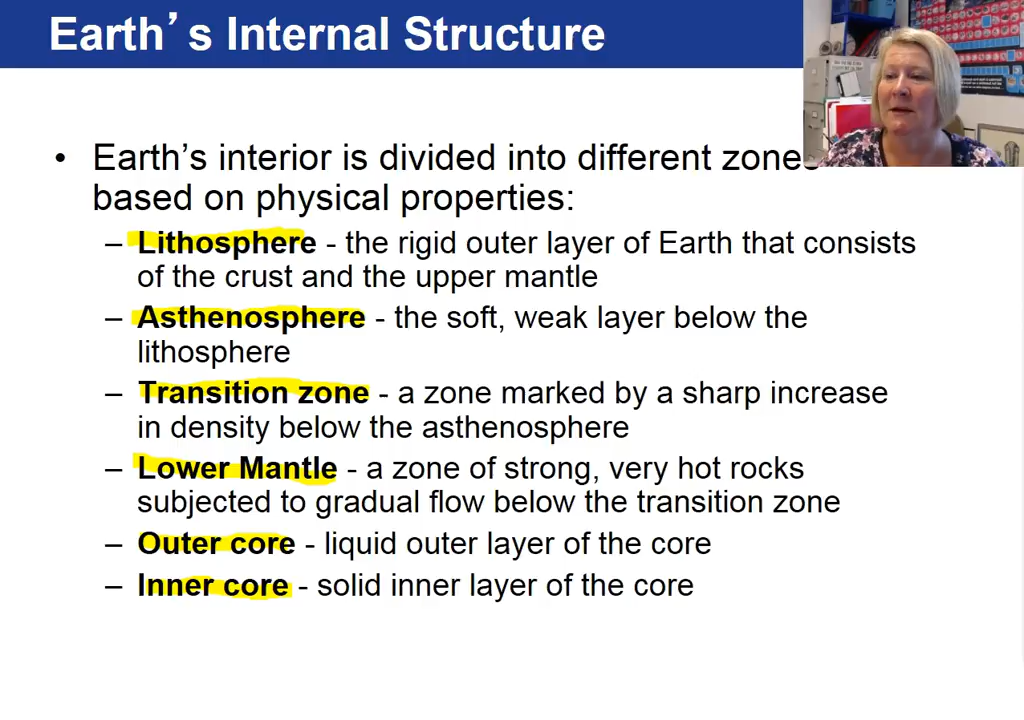 Earth’s Internal Structure
• Earth’s interior is divided into different zones
based on physical properties:
– Lithosphere - the rigid outer layer of Earth that consists
of the crust and the upper mantle
– Asthenosphere - the soft, weak layer below the
lithosphere
– Transition zone - a zone marked by a sharp increase
in density below the asthenosphere
– Lower Mantle - a zone of strong, very hot rocks
subjected to gradual flow below the transition zone
– Outer core - liquid outer layer of the core
– Inner core - solid inner layer of the core